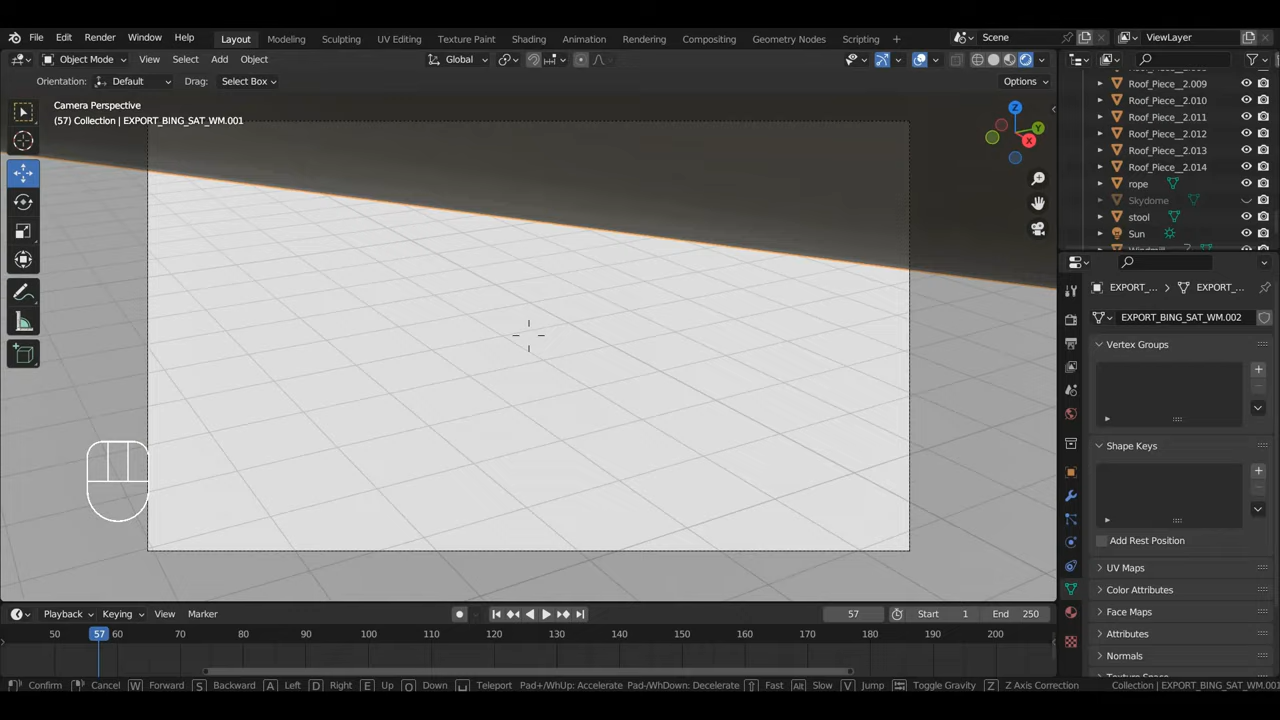 File Edit Render Window Help Layout Modeling Sculpting UV Editing Texture Paint Shading Animation Rendering Compositing Geometry Nodes Scripting + Scene ViewLayer
Object Mode View Select Add Object Global
Orientation: Default Drag: Select Box Options
Camera Perspective
(57) Collection | EXPORT_BING_SAT_WM.001
Z
Y
X
Roof_Piece__2.009
Roof_Piece__2.010
Roof_Piece__2.011
Roof_Piece__2.012
Roof_Piece__2.013
Roof_Piece__2.014
rope
Skydome
stool
Sun
EXPORT_... > EXPORT_...
EXPORT_BING_SAT_WM.002
Vertex Groups
Shape Keys
Add Rest Position
UV Maps
Color Attributes
Face Maps
Attributes
Normals
Playback Keying View Marker 57 Start 1 End 250
50 57 60 70 80 90 100 110 120 130 140 150 160 170 180 190 200
Confirm Cancel W Forward S Backward A Left D Right E Up Q Down Teleport Pad+/WhUp: Accelerate Pad-/WhDown: Decelerate Fast Alt Slow V Jump Toggle Gravity Z Z Axis Correction Collection | EXPORT_BING_SAT_WM.001